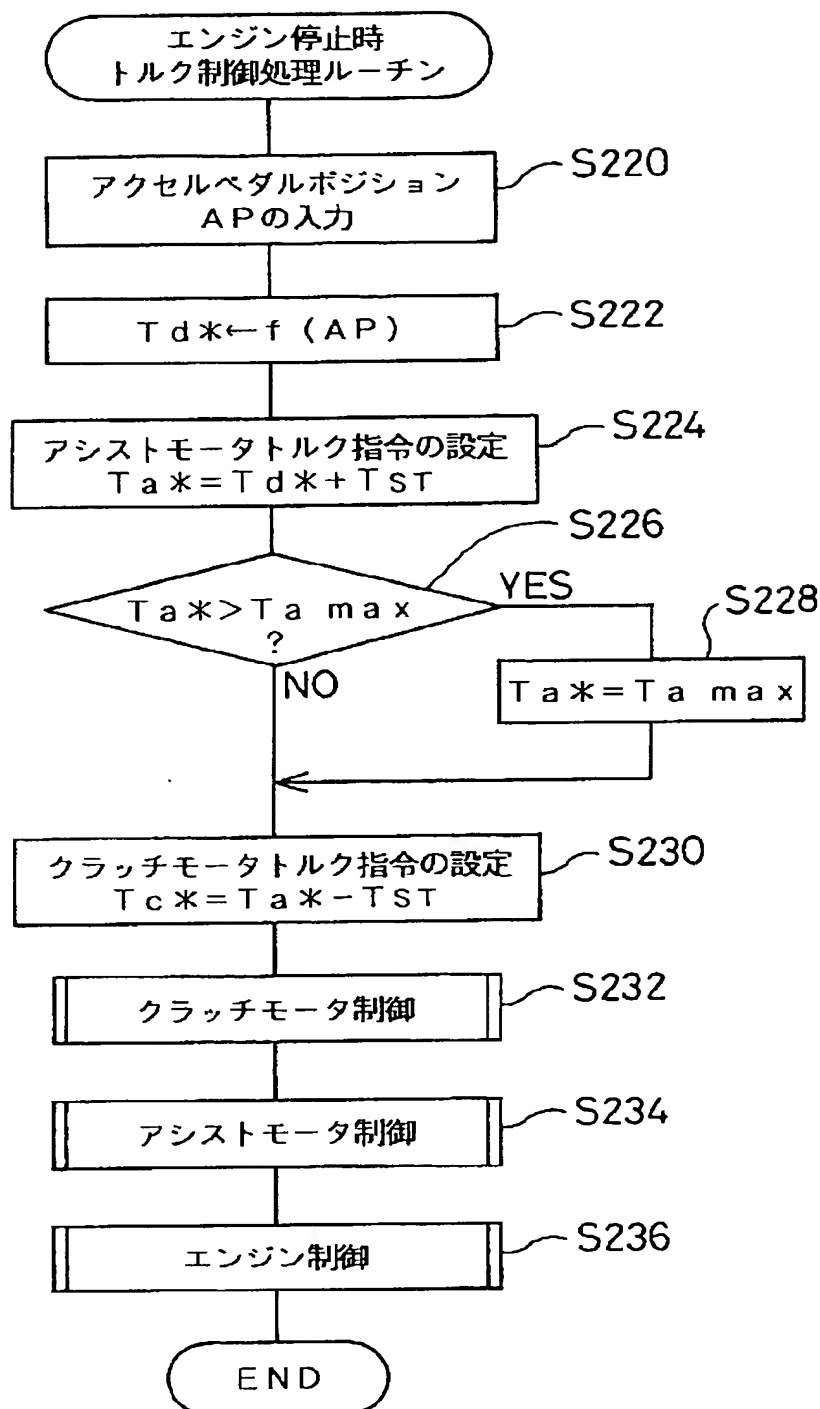 エンジン停止時
トルク制御処理ルーチン
S220
アクセルペダルポジション
APの入力
S222
Td*←f(AP)
S224
アシストモータトルク指令の設定
Ta*=Td*+TST
S226
Ta*>Ta max
?
YES
NO
S228
Ta*=Ta max
S230
クラッチモータトルク指令の設定
Tc*=Ta*-TST
S232
クラッチモータ制御
S234
アシストモータ制御
S236
エンジン制御
END